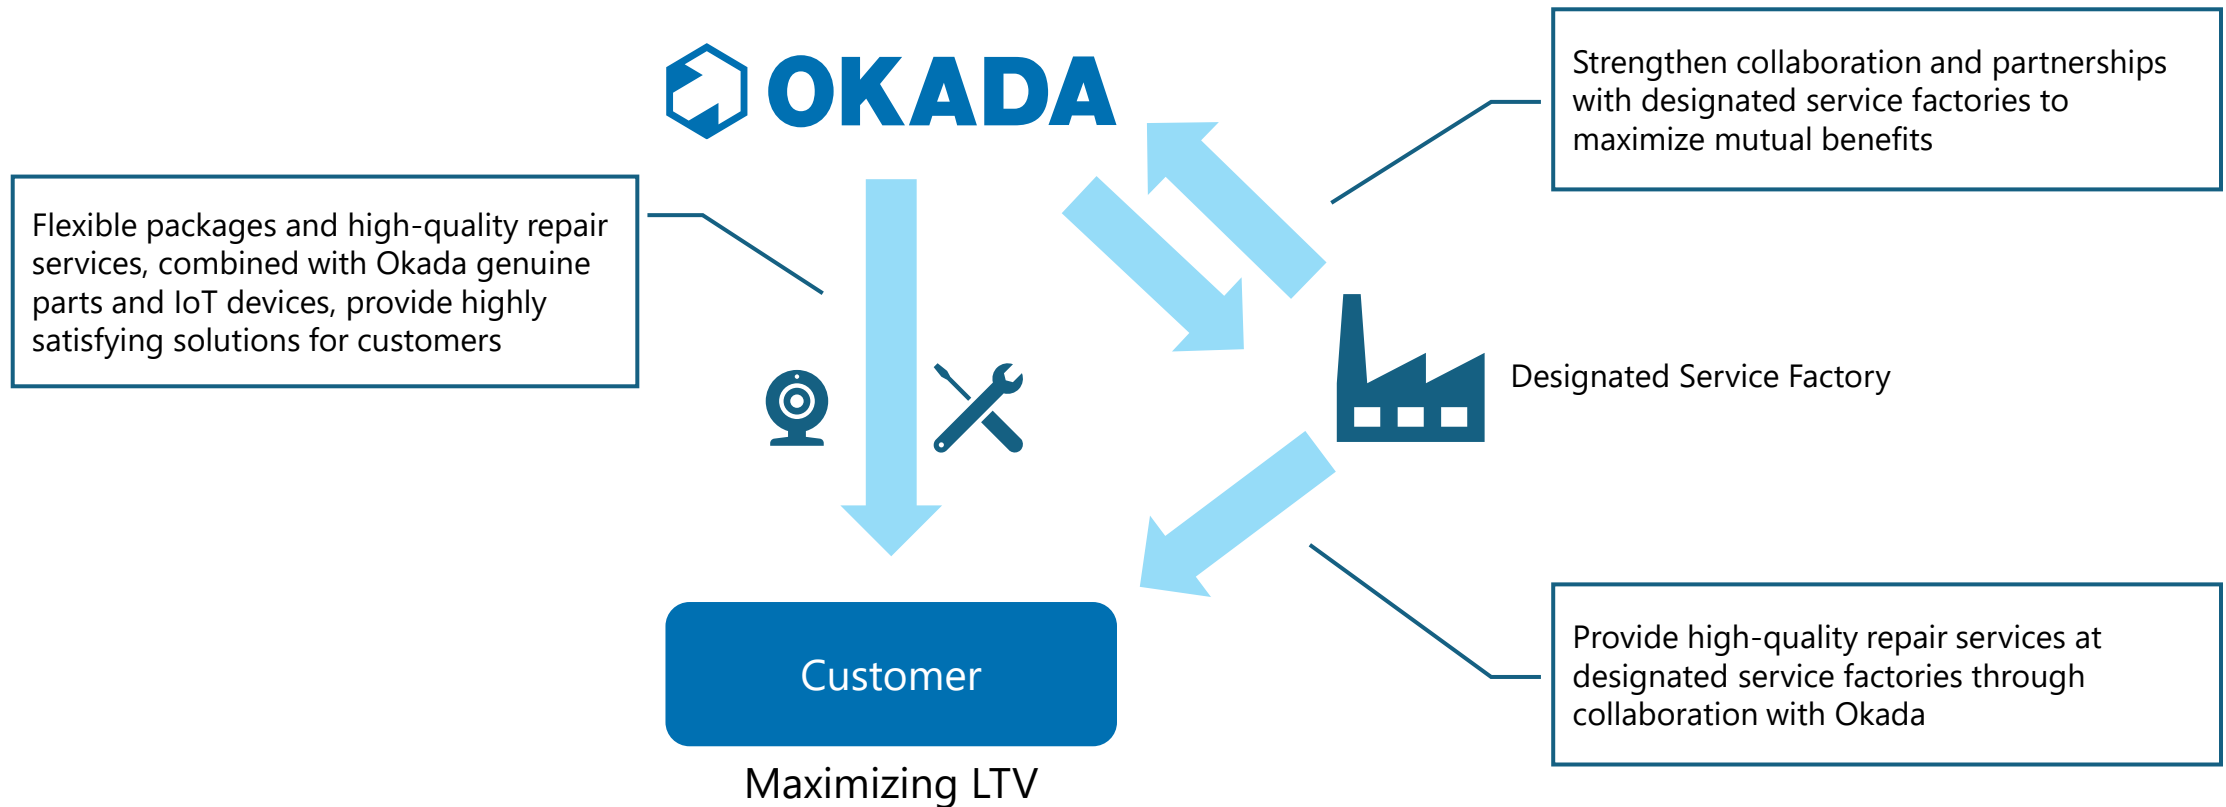 OKADA
Strengthen collaboration and partnerships
with designated service factories to
maximize mutual benefits
Flexible packages and high-quality repair
services, combined with Okada genuine
parts and IoT devices, provide highly
satisfying solutions for customers
Designated Service Factory
Customer
Provide high-quality repair services at
designated service factories through
collaboration with Okada
Maximizing LTV